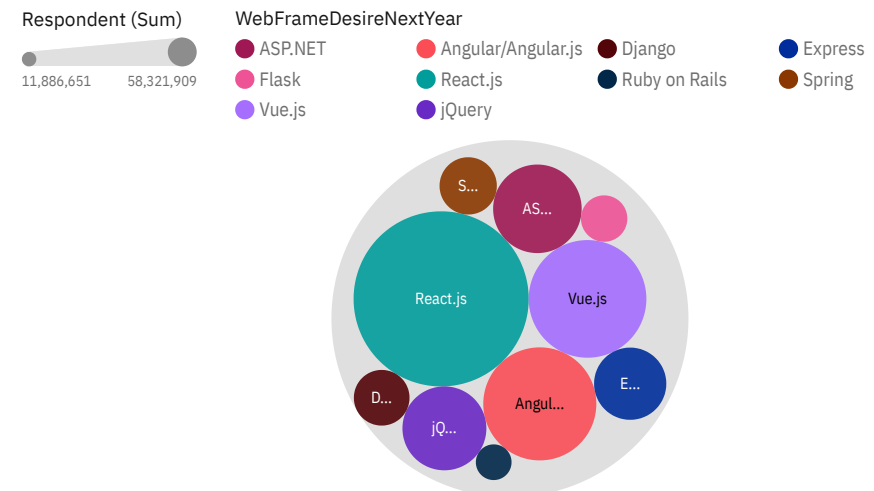 Respondent (Sum)
11,886,651 58,321,909
WebFrameDesireNextYear
ASP.NET Angular/Angular.js Django Express
Flask React.js Ruby on Rails Spring
Vue.js jQuery
S...
AS...
React.js
Vue.js
D...
jQ...
Angul...
E...